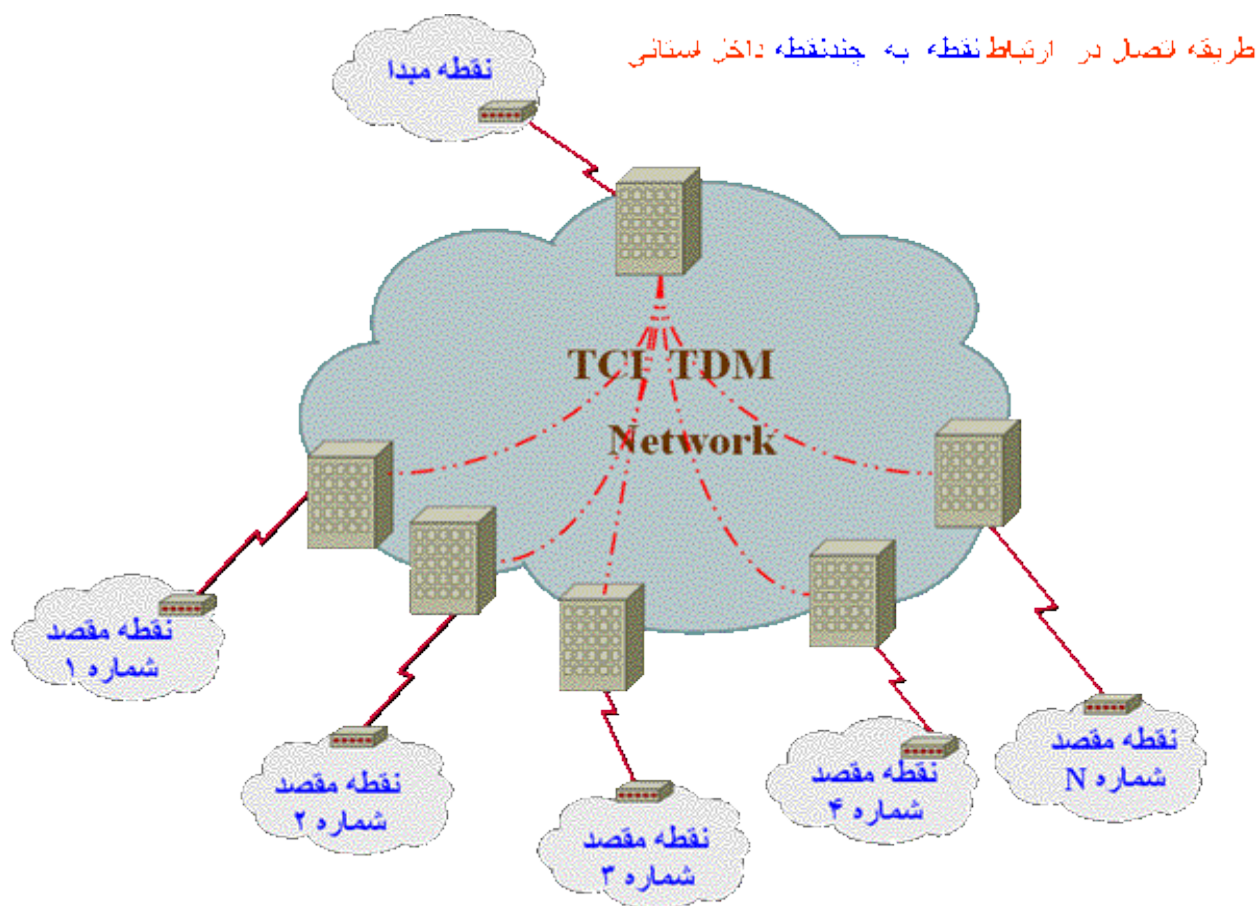 طریقه اتصال در ارتباط نقطه به چندنقطه داخل استانی
نقطه مبدا
TCI TDM
Network
نقطه مقصد
شماره ۱
نقطه مقصد
شماره ۲
نقطه مقصد
شماره ۳
نقطه مقصد
شماره ۴
نقطه مقصد
شماره N